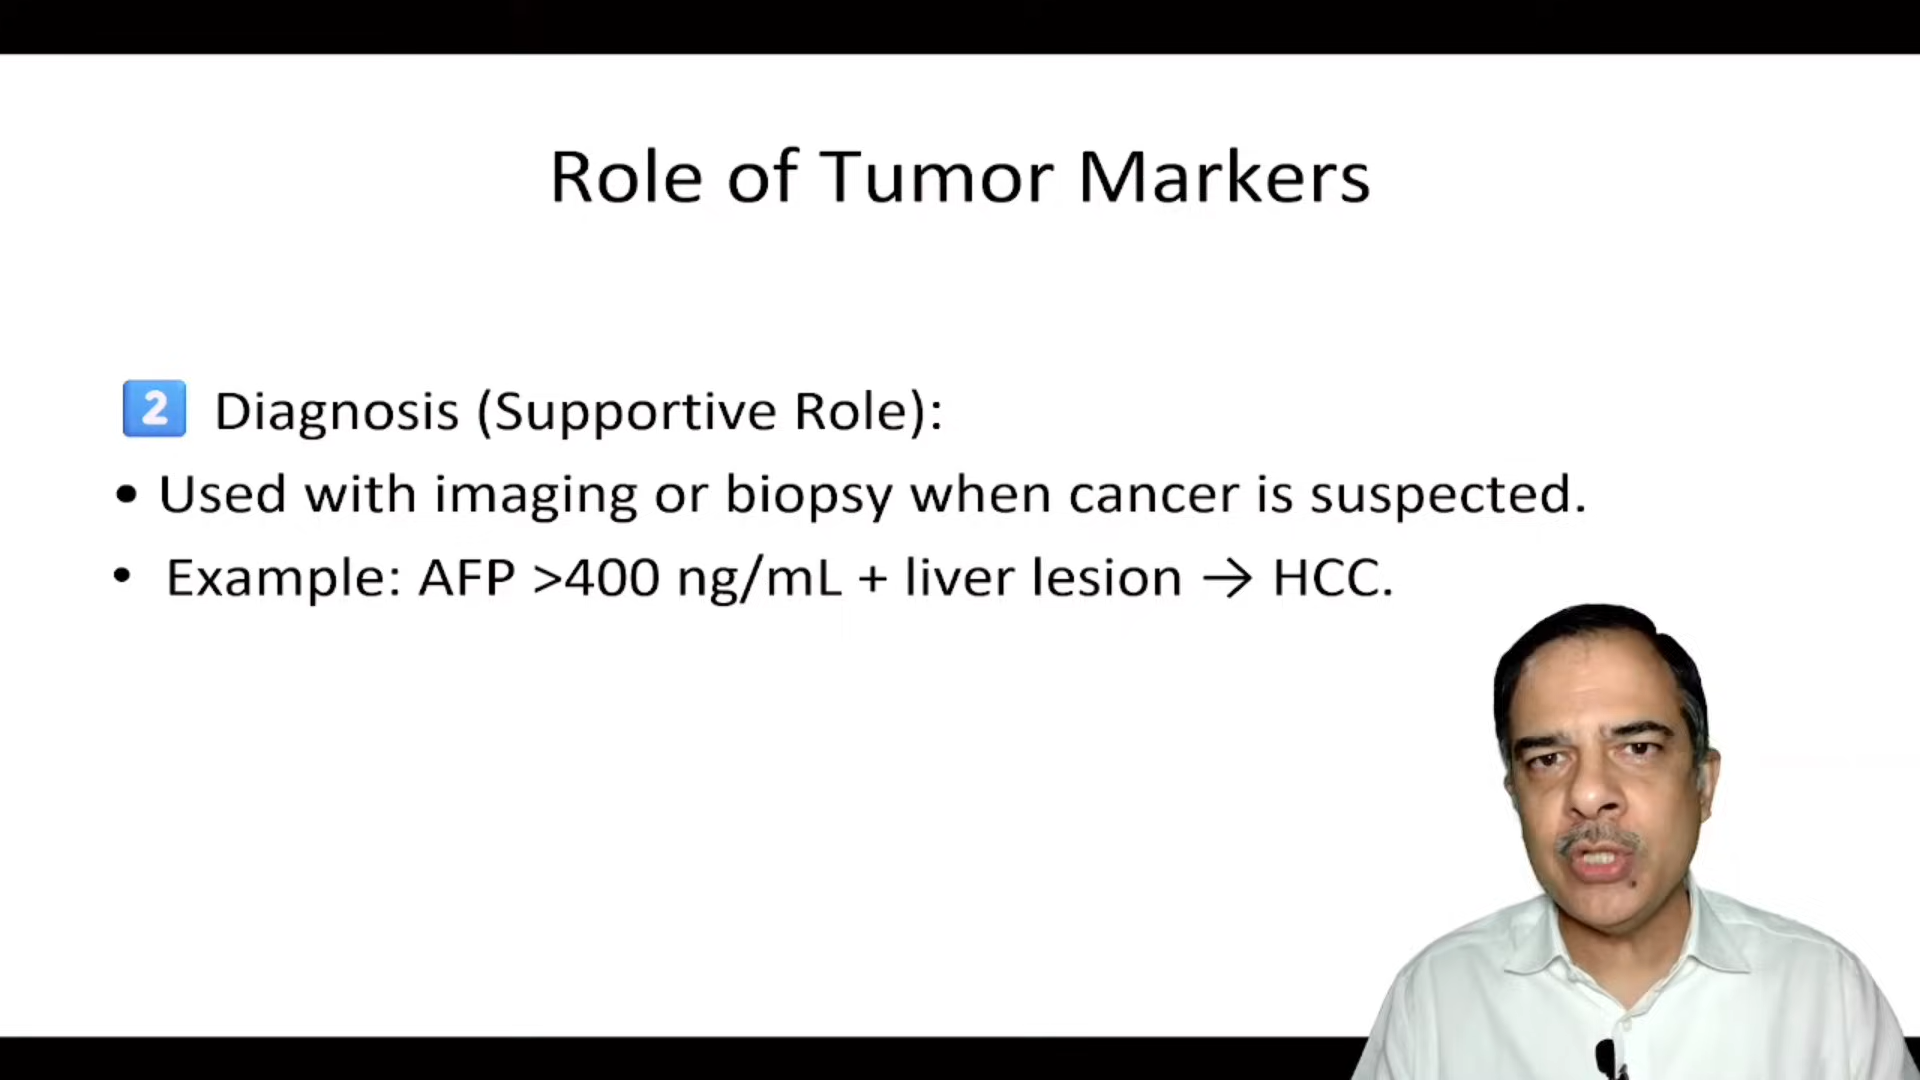 Role of Tumor Markers
2 Diagnosis (Supportive Role):
• Used with imaging or biopsy when cancer is suspected.
• Example: AFP >400 ng/mL + liver lesion → HCC.